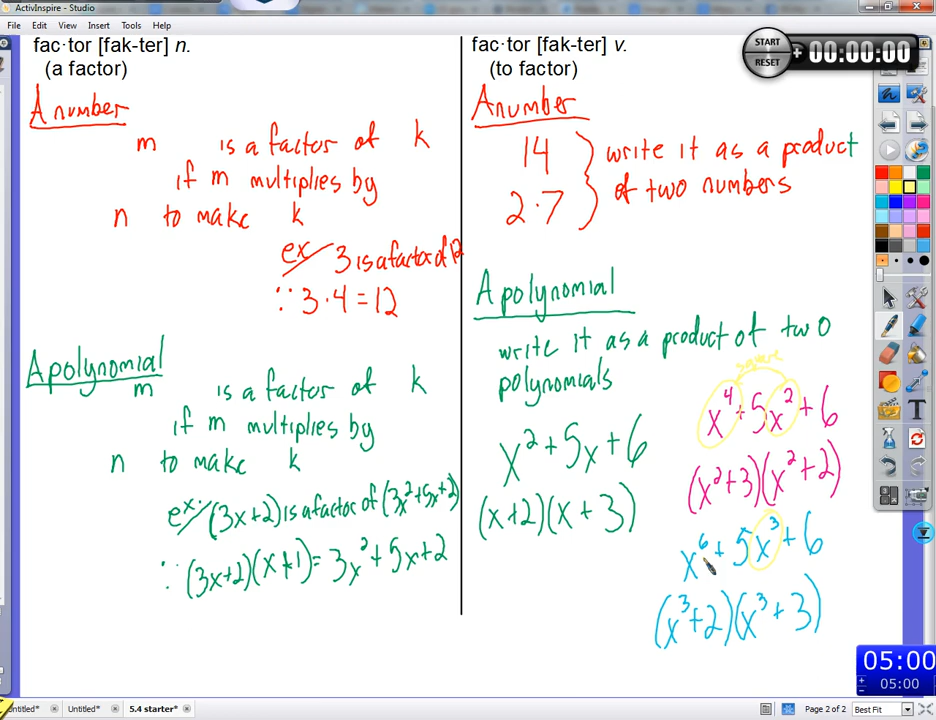 ActivInspire - Studio
File Edit View Insert Tools Help
fac·tor [fak-ter] n.
(a factor)
A number
m is a factor of k
if m multiplies by
n to make k
ex/ 3 is a factor of 12
∵ 3·4=12
A polynomial
m is a factor of k
if m multiplies by
n to make k
ex/ (3x+2) is a factor of (3x²+5x+2)
∵ (3x+2)(x+1)=3x²+5x+2
fac·tor [fak-ter] v.
(to factor)
A number
14
2·7
write it as a product
of two numbers
A polynomial
write it as a product of two
polynomials
x²+5x+6
(x+2)(x+3)
square
x⁴+5x²+6
(x²+3)(x²+2)
x⁶+5x³+6
(x³+2)(x³+3)
START
RESET
+ 00:00:00
05:00
05:00
Untitled* Untitled* 5.4 starter*
Page 2 of 2 Best Fit